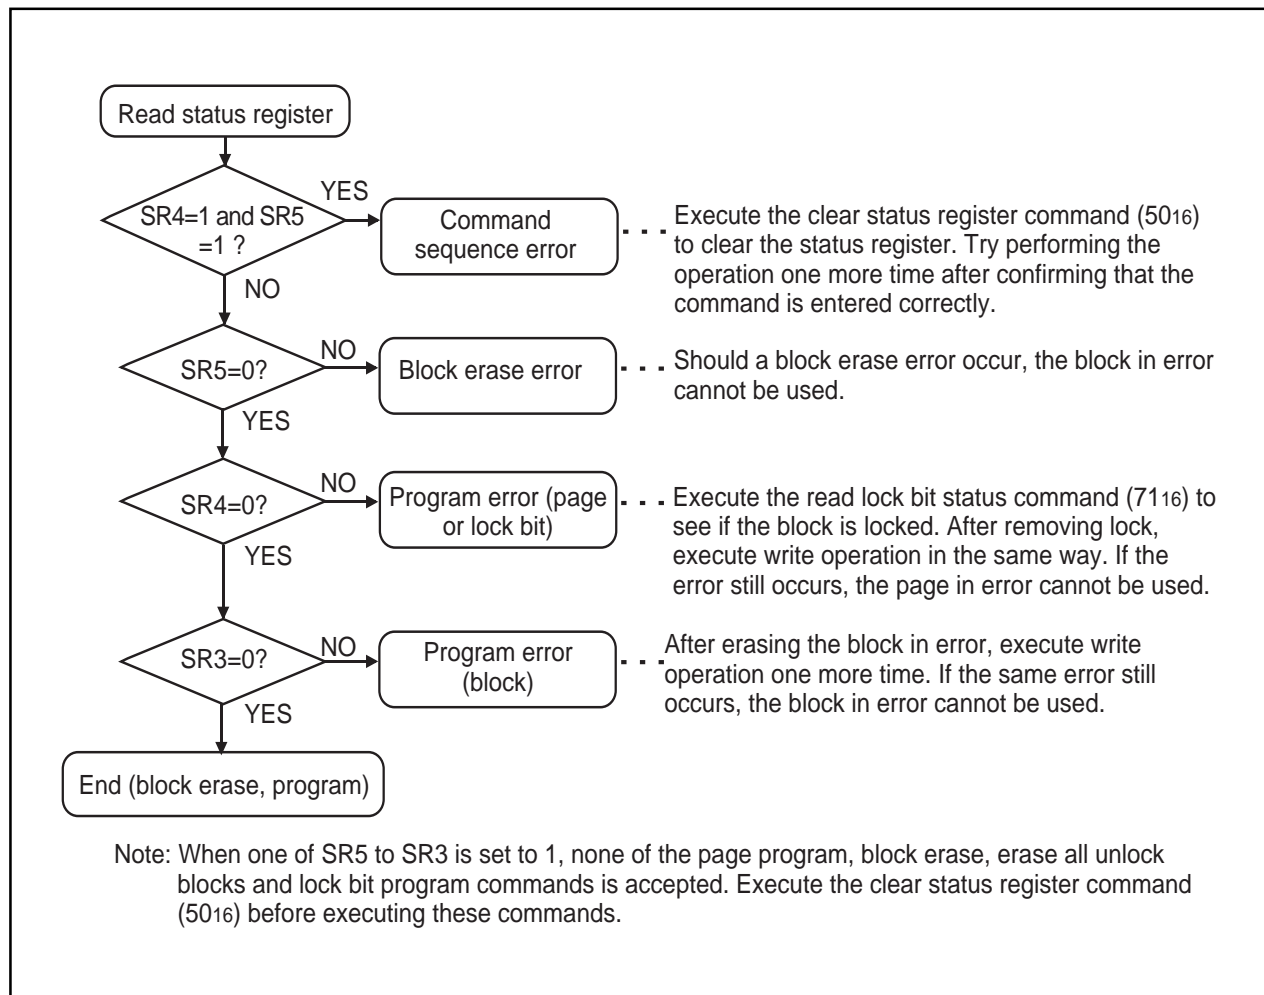 Read status register
SR4=1 and SR5
=1 ?
YES
Command
sequence error
Execute the clear status register command (5016)
to clear the status register. Try performing the
operation one more time after confirming that the
command is entered correctly.
NO
SR5=0?
NO
Block erase error
Should a block erase error occur, the block in error
cannot be used.
YES
SR4=0?
NO
Program error (page
or lock bit)
Execute the read lock bit status command (7116) to
see if the block is locked. After removing lock,
execute write operation in the same way. If the
error still occurs, the page in error cannot be used.
YES
SR3=0?
NO
Program error
(block)
After erasing the block in error, execute write
operation one more time. If the same error still
occurs, the block in error cannot be used.
YES
End (block erase, program)
Note: When one of SR5 to SR3 is set to 1, none of the page program, block erase, erase all unlock
blocks and lock bit program commands is accepted. Execute the clear status register command
(5016) before executing these commands.